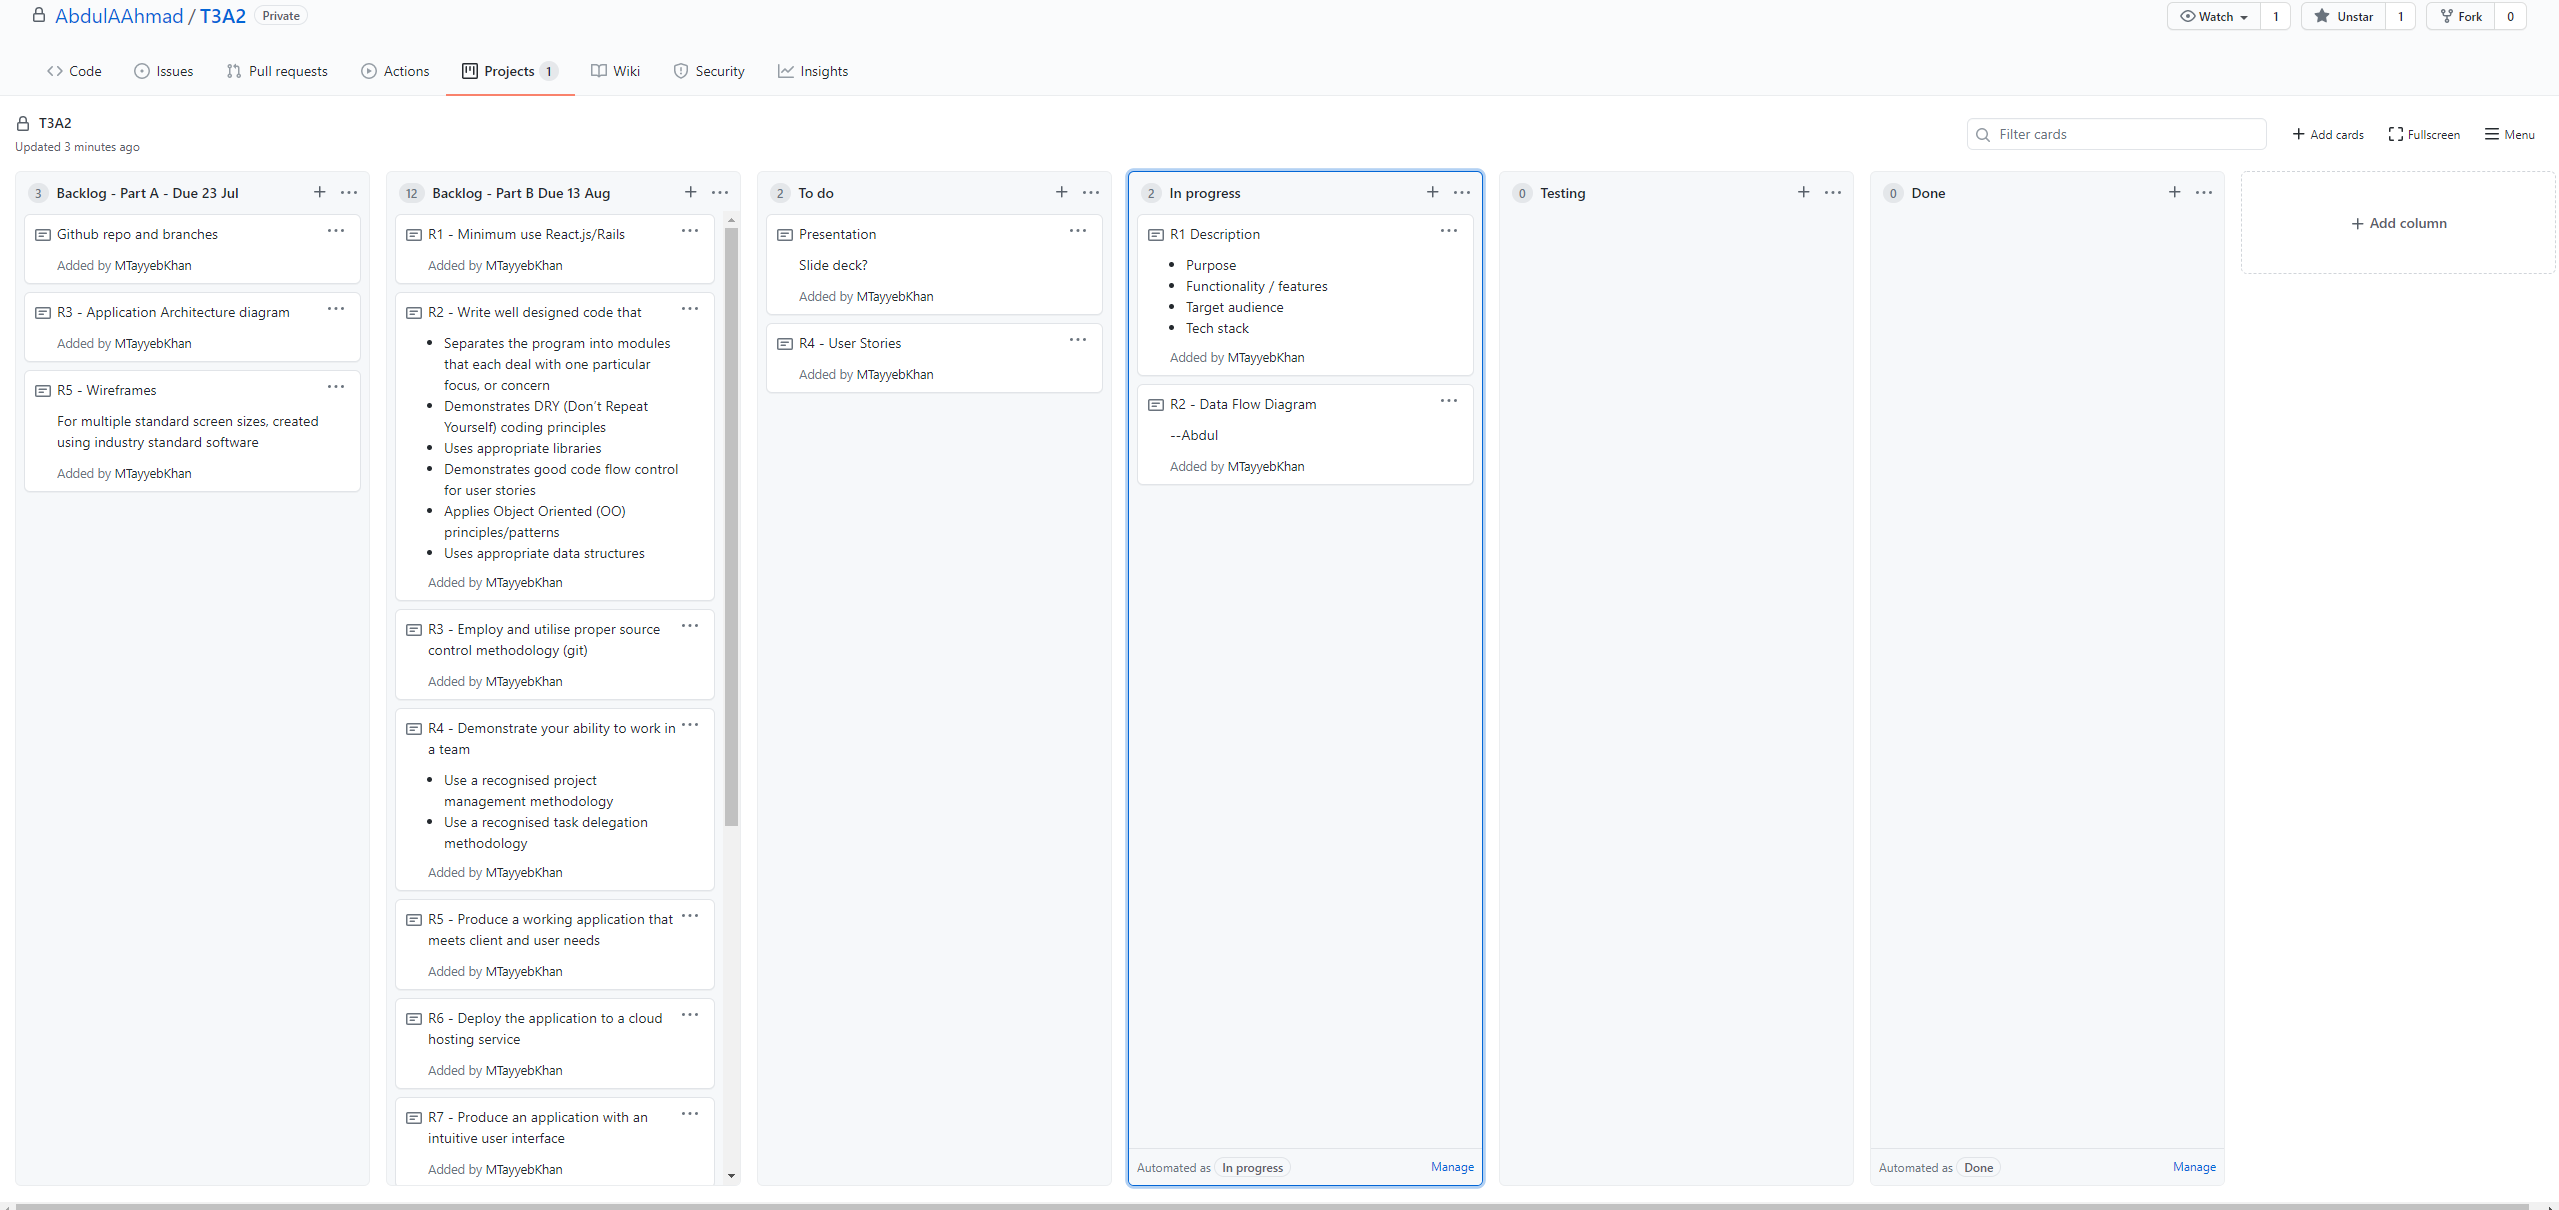 AbdulAAhmad / T3A2 Private
Watch 1
Unstar 1
Fork 0
Code
Issues
Pull requests
Actions
Projects 1
Wiki
Security
Insights
T3A2
Updated 3 minutes ago
Filter cards
Add cards
Fullscreen
Menu
3 Backlog - Part A - Due 23 Jul
Github repo and branches
Added by MTayyebKhan
R3 - Application Architecture diagram
Added by MTayyebKhan
R5 - Wireframes
For multiple standard screen sizes, created
using industry standard software
Added by MTayyebKhan
12 Backlog - Part B Due 13 Aug
R1 - Minimum use React.js/Rails
Added by MTayyebKhan
R2 - Write well designed code that
• Separates the program into modules
that each deal with one particular
focus, or concern
• Demonstrates DRY (Don't Repeat
Yourself) coding principles
• Uses appropriate libraries
• Demonstrates good code flow control
for user stories
• Applies Object Oriented (OO)
principles/patterns
• Uses appropriate data structures
Added by MTayyebKhan
R3 - Employ and utilise proper source
control methodology (git)
Added by MTayyebKhan
R4 - Demonstrate your ability to work in
a team
• Use a recognised project
management methodology
• Use a recognised task delegation
methodology
Added by MTayyebKhan
R5 - Produce a working application that
meets client and user needs
Added by MTayyebKhan
R6 - Deploy the application to a cloud
hosting service
Added by MTayyebKhan
R7 - Produce an application with an
intuitive user interface
Added by MTayyebKhan
2 To do
Presentation
Slide deck?
Added by MTayyebKhan
R4 - User Stories
Added by MTayyebKhan
2 In progress
R1 Description
• Purpose
• Functionality / features
• Target audience
• Tech stack
Added by MTayyebKhan
R2 - Data Flow Diagram
--Abdul
Added by MTayyebKhan
Automated as In progress
Manage
0 Testing
0 Done
Automated as Done
Manage
+ Add column